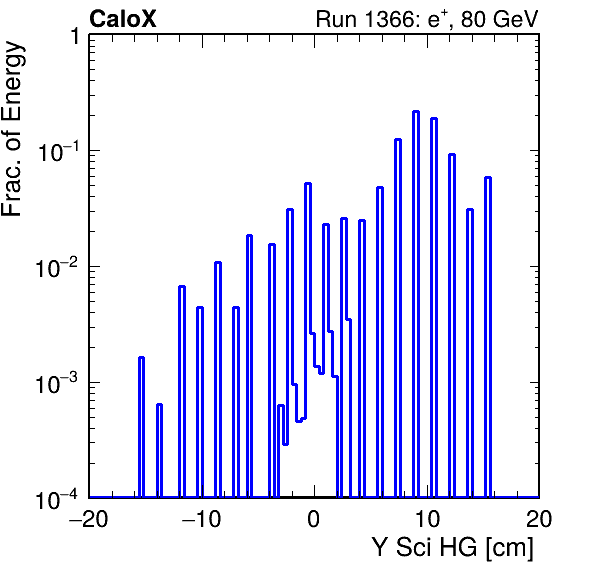 CaloX Run 1366: e⁺, 80 GeV
Frac. of Energy
1
10⁻¹
10⁻²
10⁻³
10⁻⁴
−20 −10 0 10 20
Y Sci HG [cm]